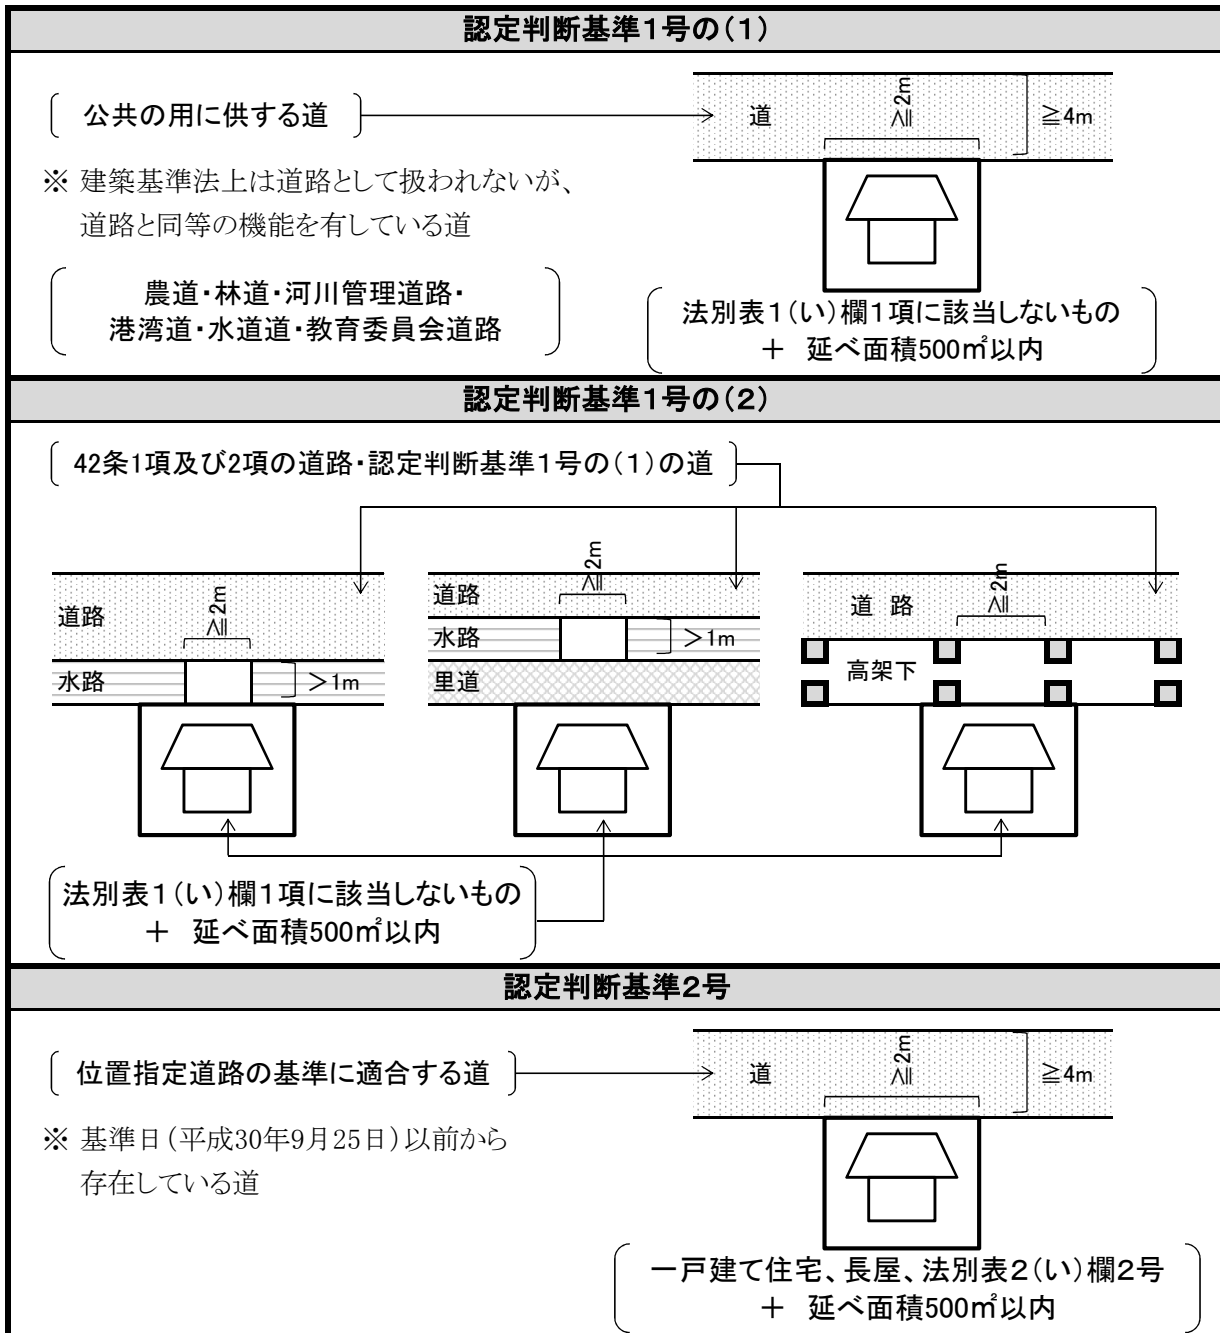 認定判断基準1号の(1)
公共の用に供する道
道
≧2m
≧4m
※ 建築基準法上は道路として扱われないが、
道路と同等の機能を有している道
農道・林道・河川管理道路・
港湾道・水道道・教育委員会道路
法別表1(い)欄1項に該当しないもの
＋ 延べ面積500㎡以内
認定判断基準1号の(2)
42条1項及び2項の道路・認定判断基準1号の(1)の道
道路
≧2m
水路
＞1m
道路
≧2m
水路
＞1m
里道
道 路
≧2m
高架下
法別表1(い)欄1項に該当しないもの
＋ 延べ面積500㎡以内
認定判断基準2号
位置指定道路の基準に適合する道
道
≧2m
≧4m
※ 基準日(平成30年9月25日)以前から
存在している道
一戸建て住宅、長屋、法別表2(い)欄2号
＋ 延べ面積500㎡以内